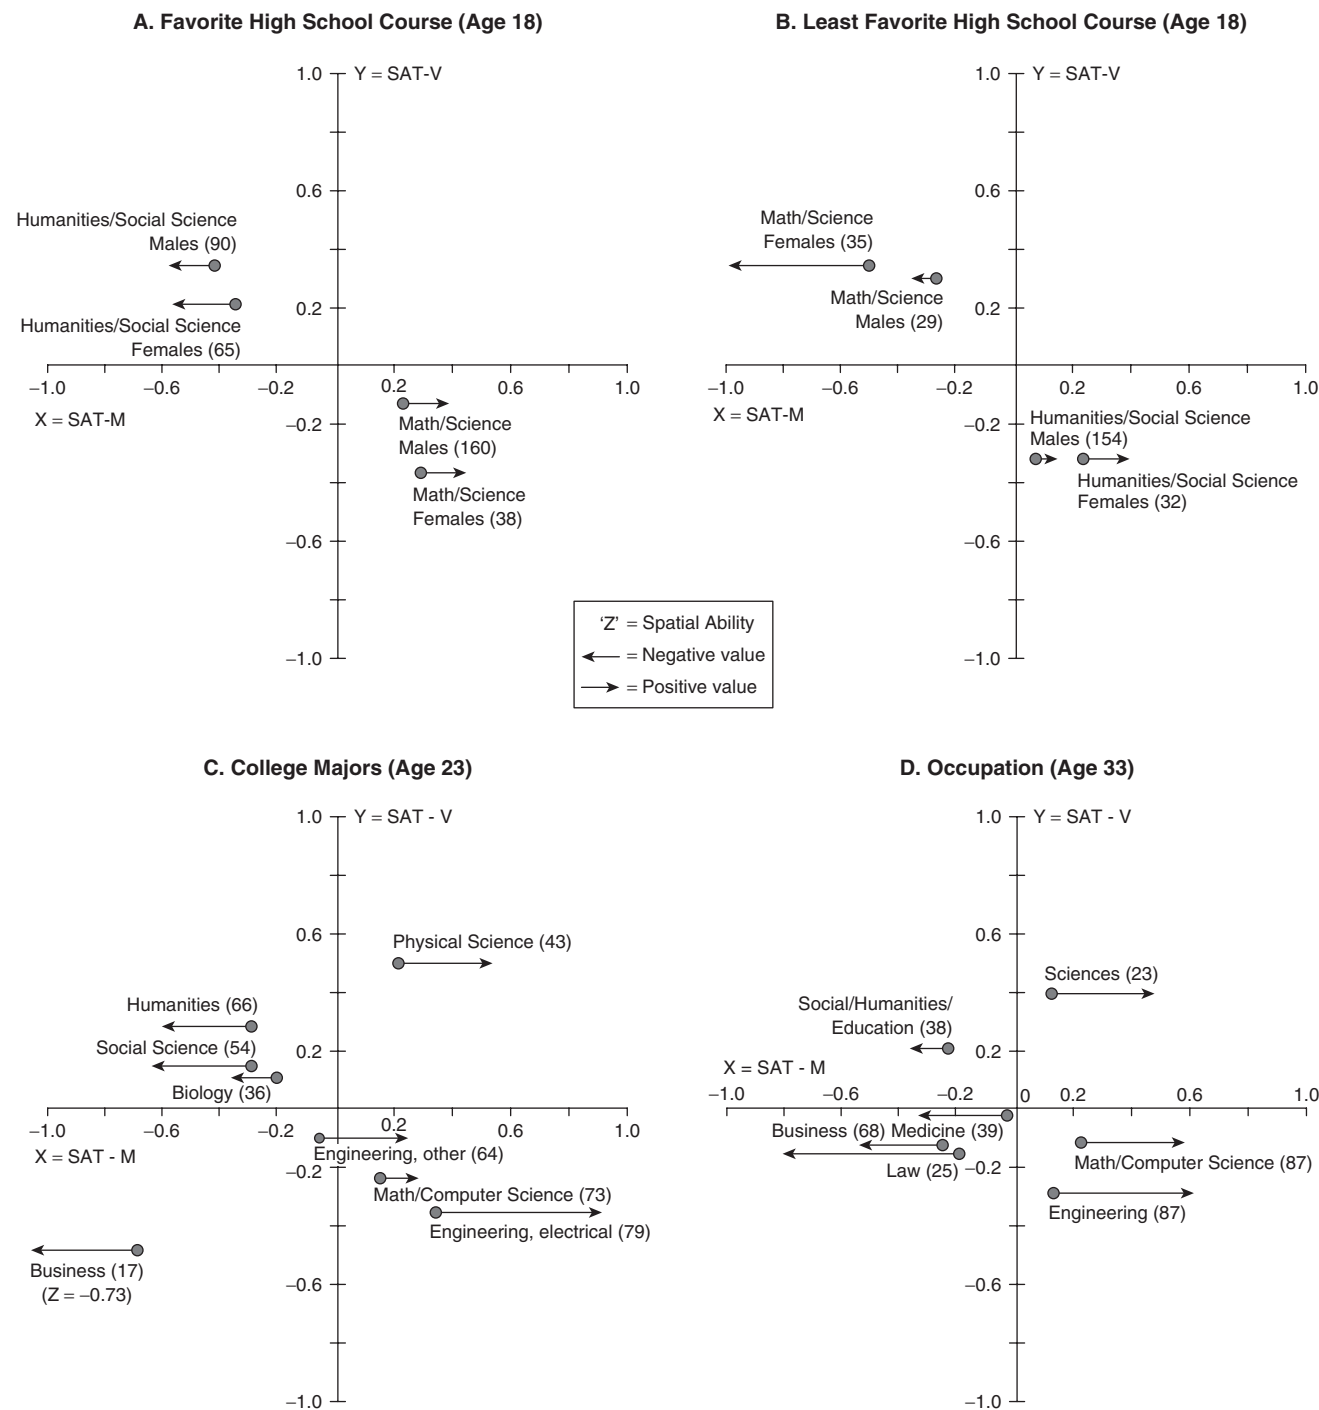 A. Favorite High School Course (Age 18)
1.0
Y = SAT-V
0.6
Humanities/Social Science
Males (90)
0.2
Humanities/Social Science
Females (65)
−1.0
−0.6
−0.2
0.2
0.6
1.0
X = SAT-M
−0.2
Math/Science
Males (160)
Math/Science
Females (38)
−0.6
−1.0
B. Least Favorite High School Course (Age 18)
1.0
Y = SAT-V
0.6
Math/Science
Females (35)
Math/Science
Males (29)
0.2
−1.0
−0.6
−0.2
0.2
0.6
1.0
X = SAT-M
−0.2
Humanities/Social Science
Males (154)
Humanities/Social Science
Females (32)
−0.6
−1.0
‘Z’ = Spatial Ability
= Negative value
= Positive value
C. College Majors (Age 23)
1.0
Y = SAT - V
0.6
Physical Science (43)
Humanities (66)
Social Science (54)
0.2
Biology (36)
−1.0
−0.6
−0.2
0.2
0.6
1.0
X = SAT - M
Engineering, other (64)
−0.2
Math/Computer Science (73)
Engineering, electrical (79)
Business (17)
(Z = −0.73)
−0.6
−1.0
D. Occupation (Age 33)
1.0
Y = SAT - V
0.6
Sciences (23)
Social/Humanities/
Education (38)
0.2
X = SAT - M
−1.0
−0.6
−0.2
0
0.2
0.6
1.0
Business (68)
Medicine (39)
Law (25)
−0.2
Math/Computer Science (87)
Engineering (87)
−0.6
−1.0